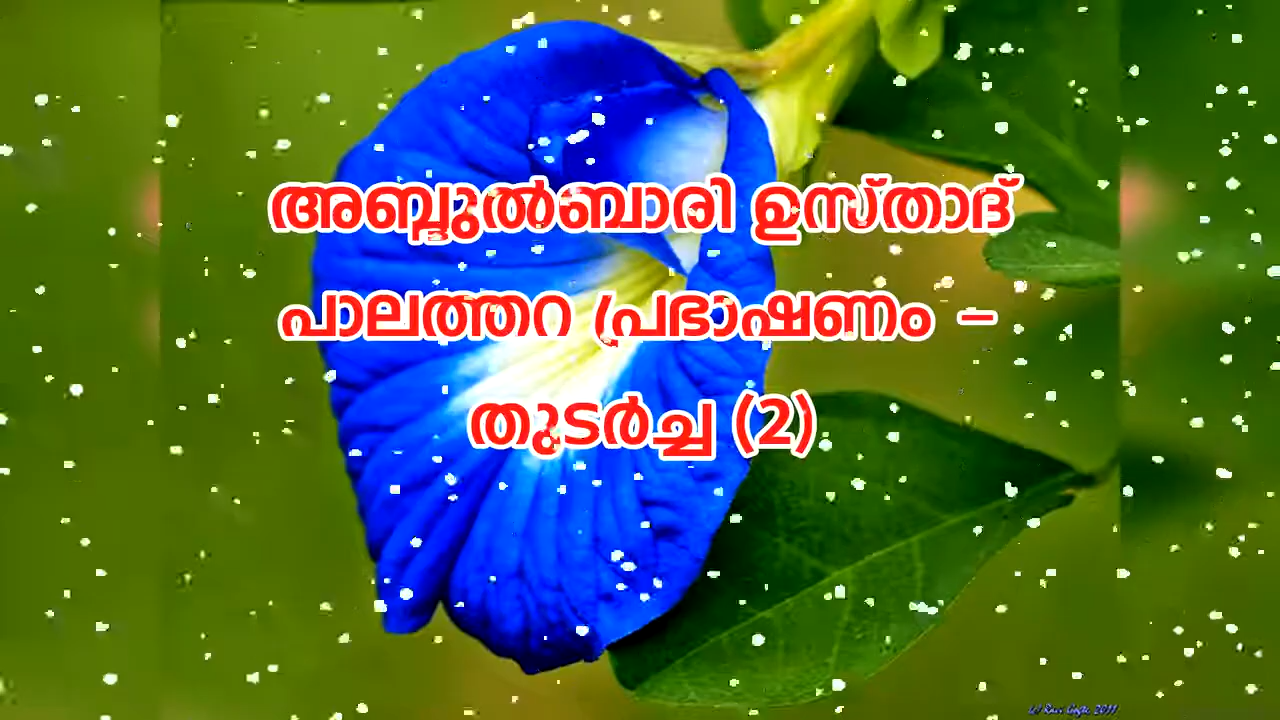 അബ്ദുൽബാരി ഉസ്താദ്
പാലത്തറ പ്രഭാഷണം –
തുടർച്ച (2)